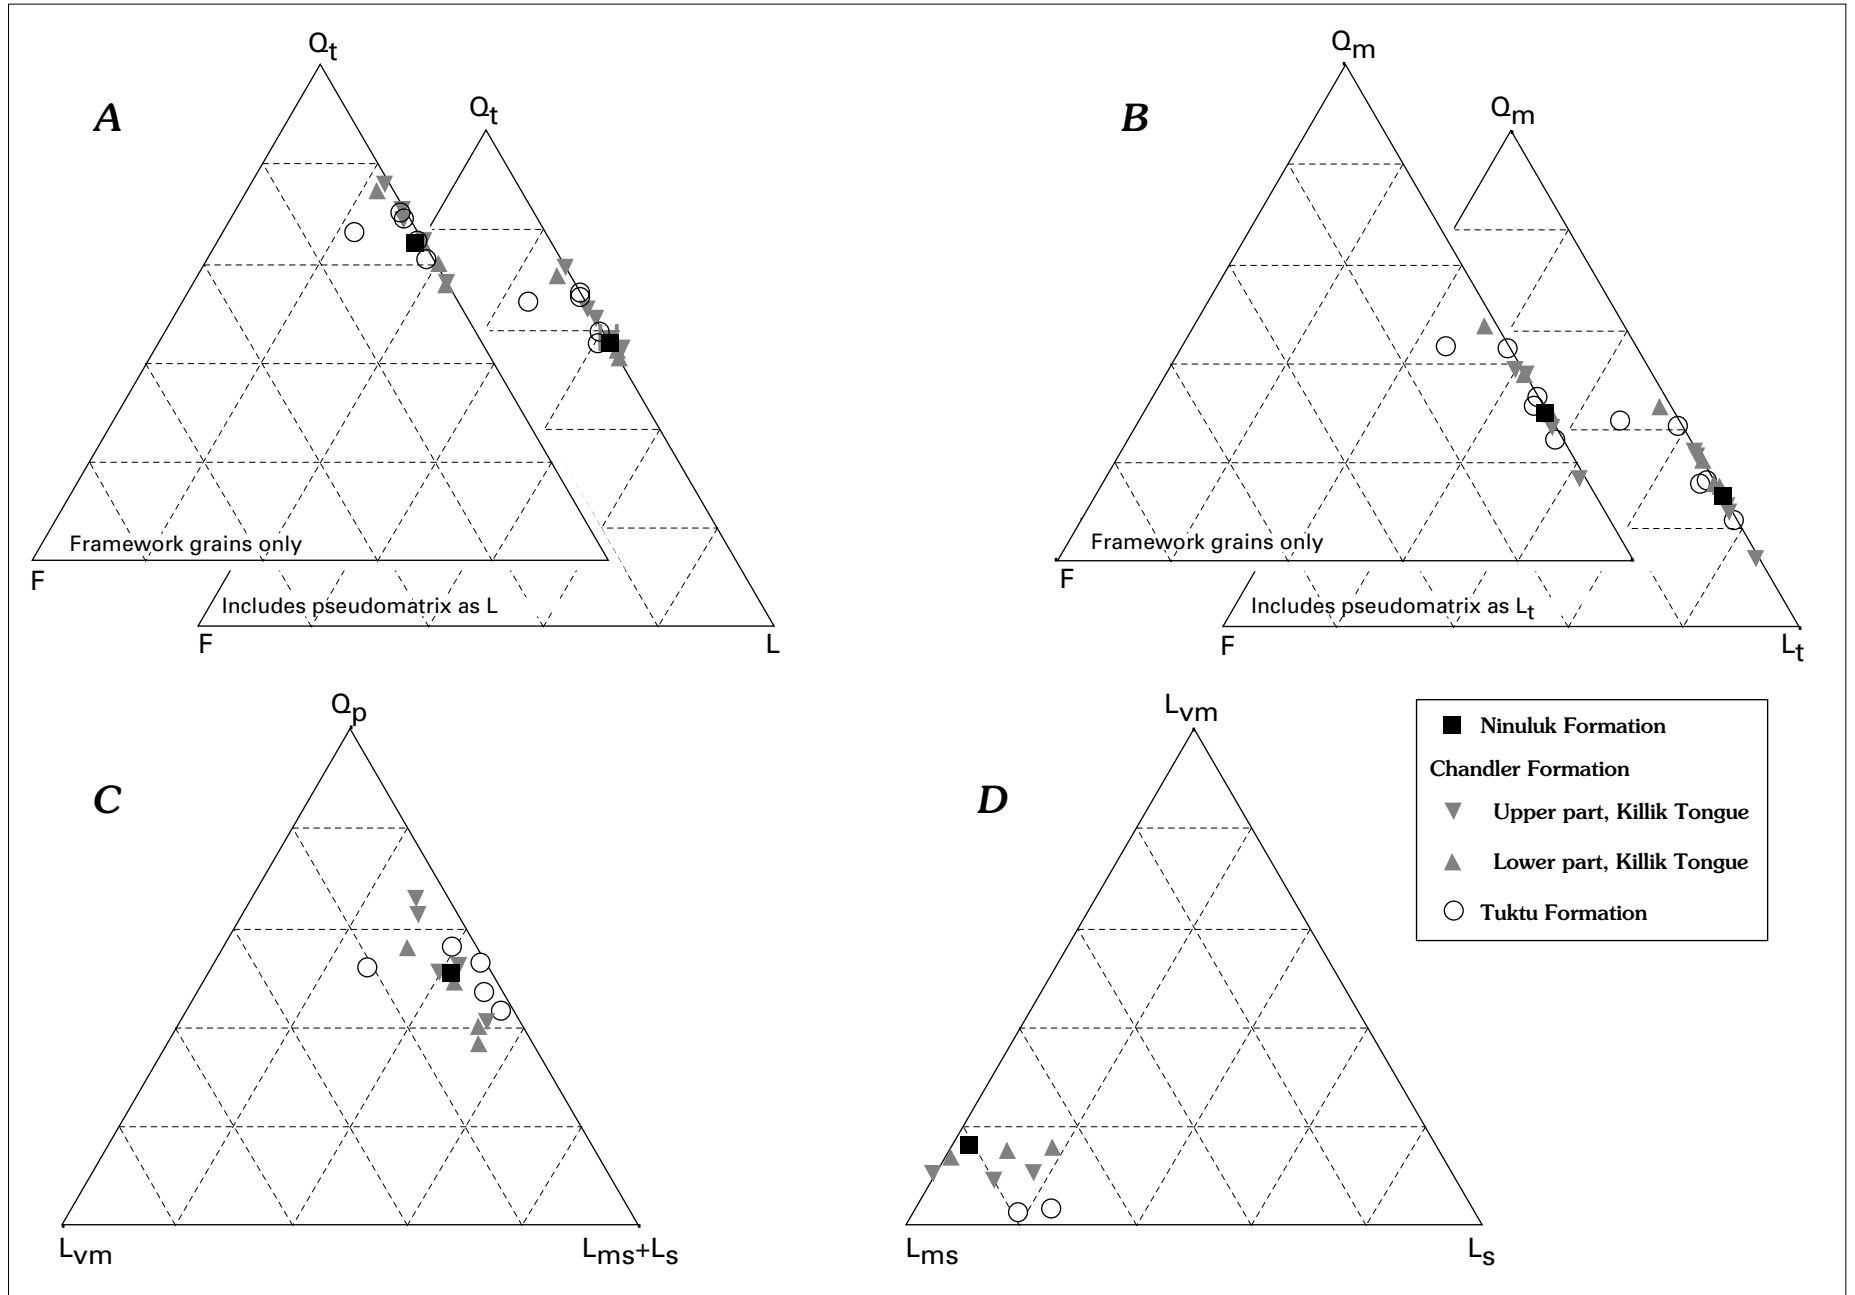 A
Qt
Qt
Framework grains only
F
Includes pseudomatrix as L
F
L
B
Qm
Qm
Framework grains only
F
Includes pseudomatrix as Lt
F
Lt
C
Qp
Lvm
Lms+Ls
D
Lvm
Lms
Ls
Ninuluk Formation
Chandler Formation
Upper part, Killik Tongue
Lower part, Killik Tongue
Tuktu Formation